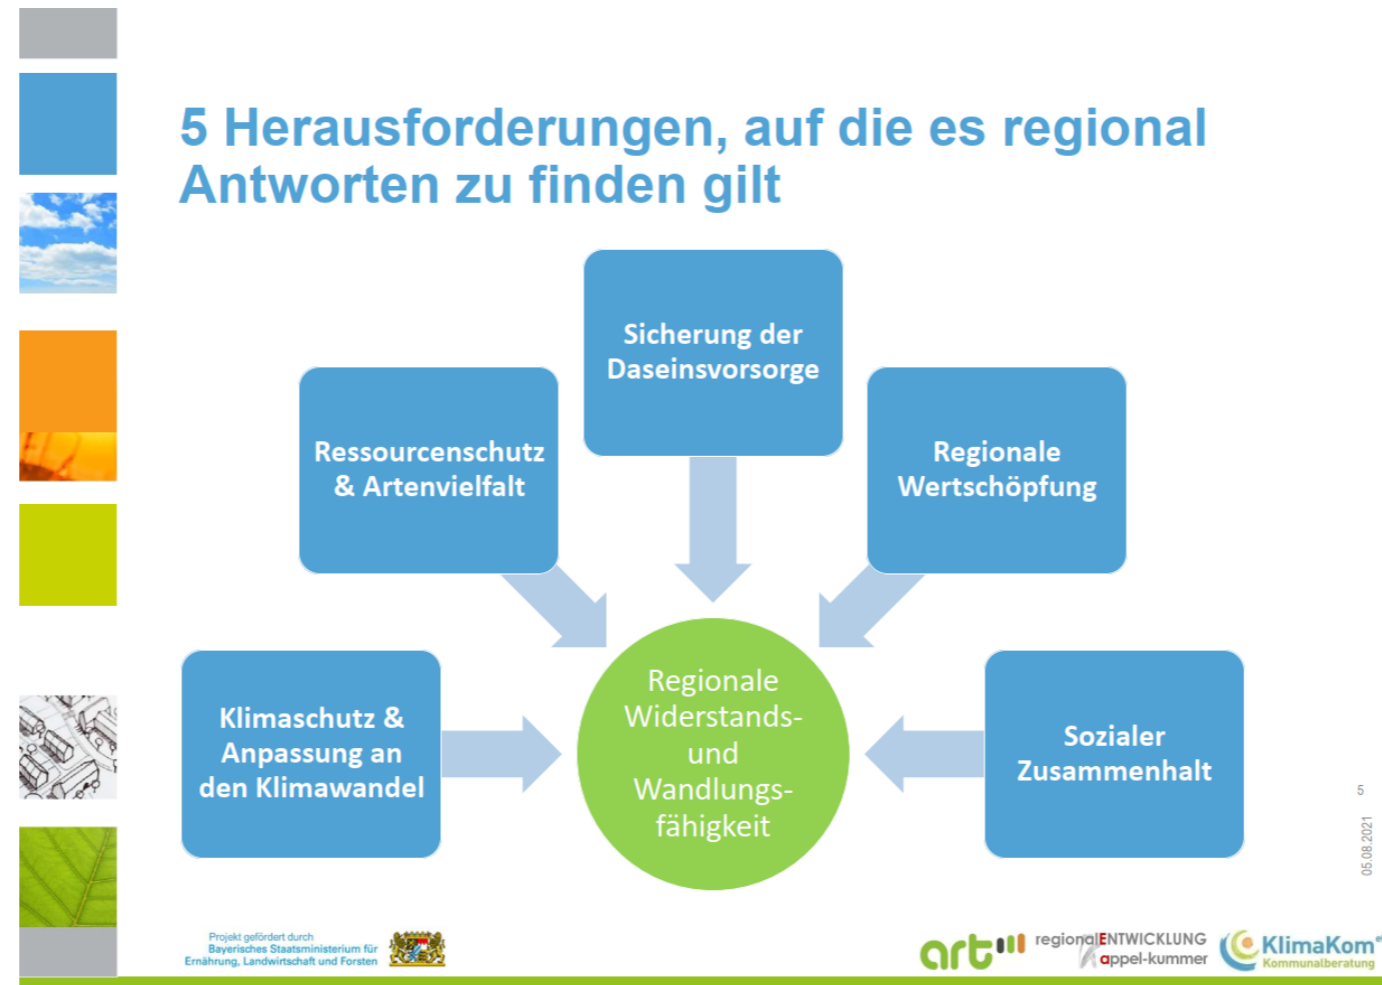 5 Herausforderungen, auf die es regional
Antworten zu finden gilt
Sicherung der
Daseinsvorsorge
Ressourcenschutz
& Artenvielfalt
Regionale
Wertschöpfung
Klimaschutz &
Anpassung an
den Klimawandel
Regionale
Widerstands-
und
Wandlungs-
fähigkeit
Sozialer
Zusammenhalt
5
05.08.2021
Projekt gefördert durch
Bayerisches Staatsministerium für
Ernährung, Landwirtschaft und Forsten
art
regionalENTWICKLUNG
appel-kummer
KlimaKom
Kommunalberatung